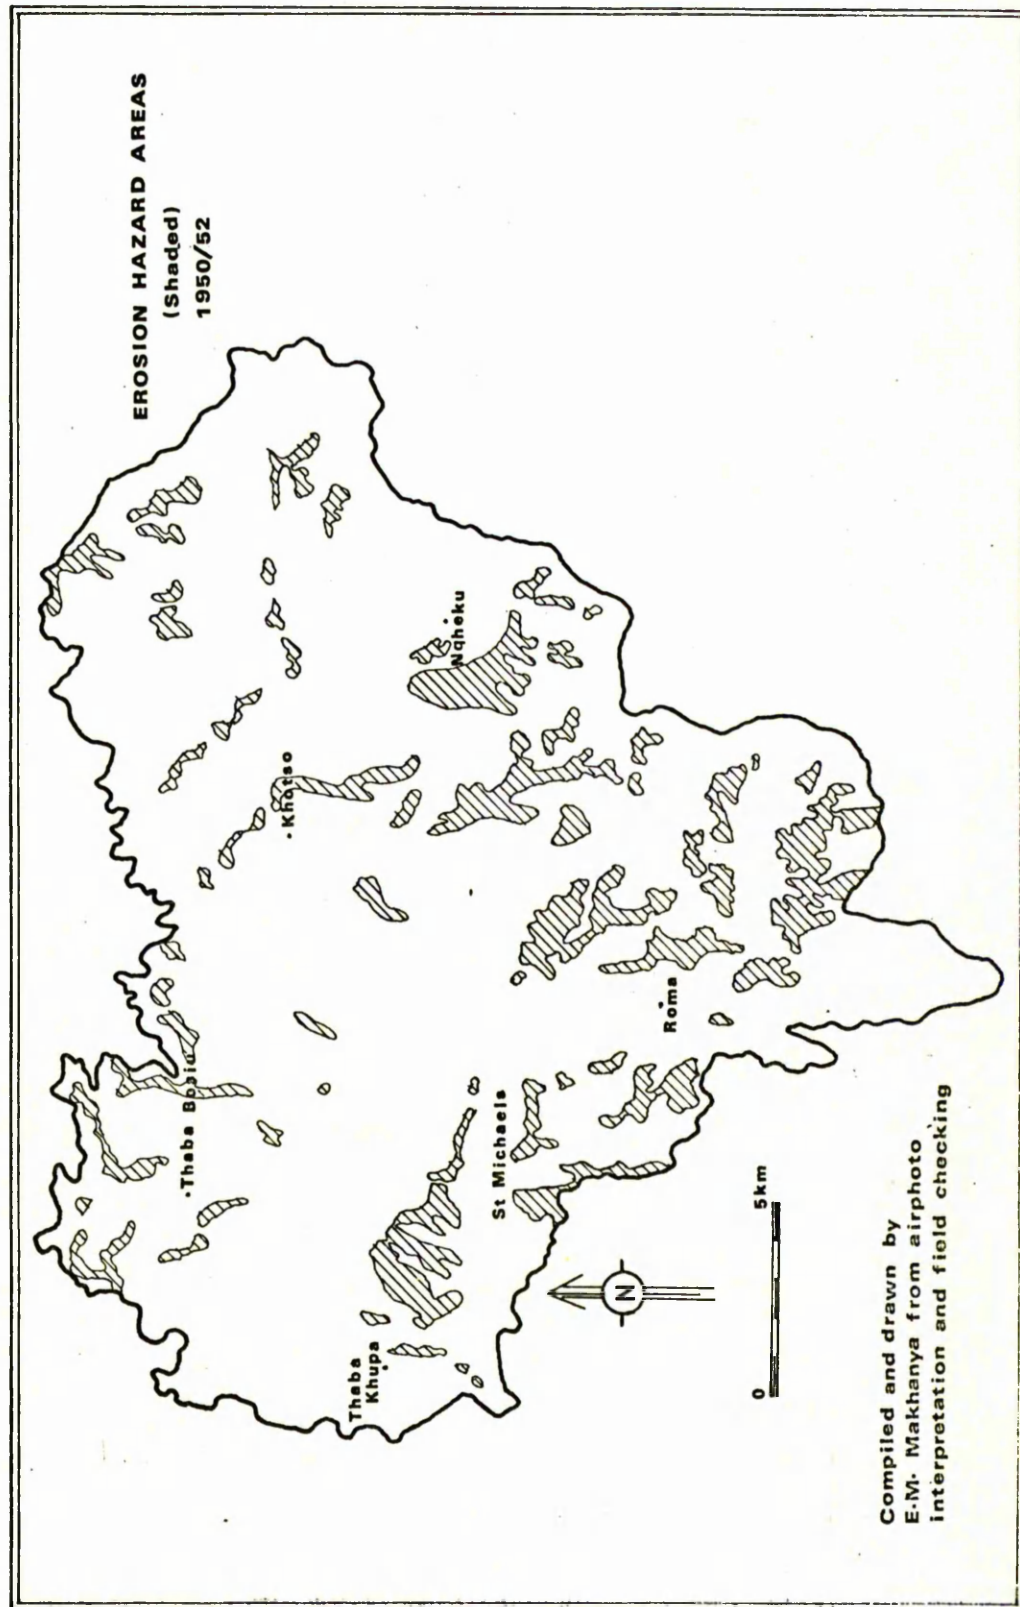 EROSION HAZARD AREAS
(Shaded)
1950/52
Thaba Bosiu
Khotso
Nqheku
Thaba
Khupa
St Michaels
Roma
N
0 5km
Compiled and drawn by
E·M· Makhanya from airphoto
interpretation and field checking